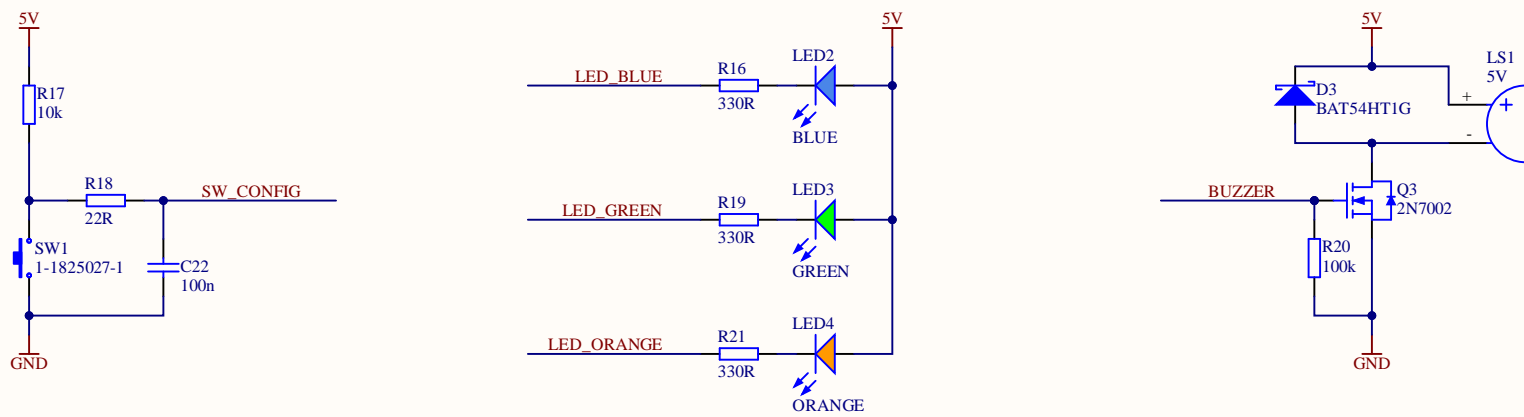 5V
R17
10k
R18
22R
SW_CONFIG
SW1
1-1825027-1
C22
100n
GND
5V
LED_BLUE
R16
330R
LED2
BLUE
LED_GREEN
R19
330R
LED3
GREEN
LED_ORANGE
R21
330R
LED4
ORANGE
5V
LS1
5V
D3
BAT54HT1G
+
+
-
BUZZER
Q3
2N7002
R20
100k
GND